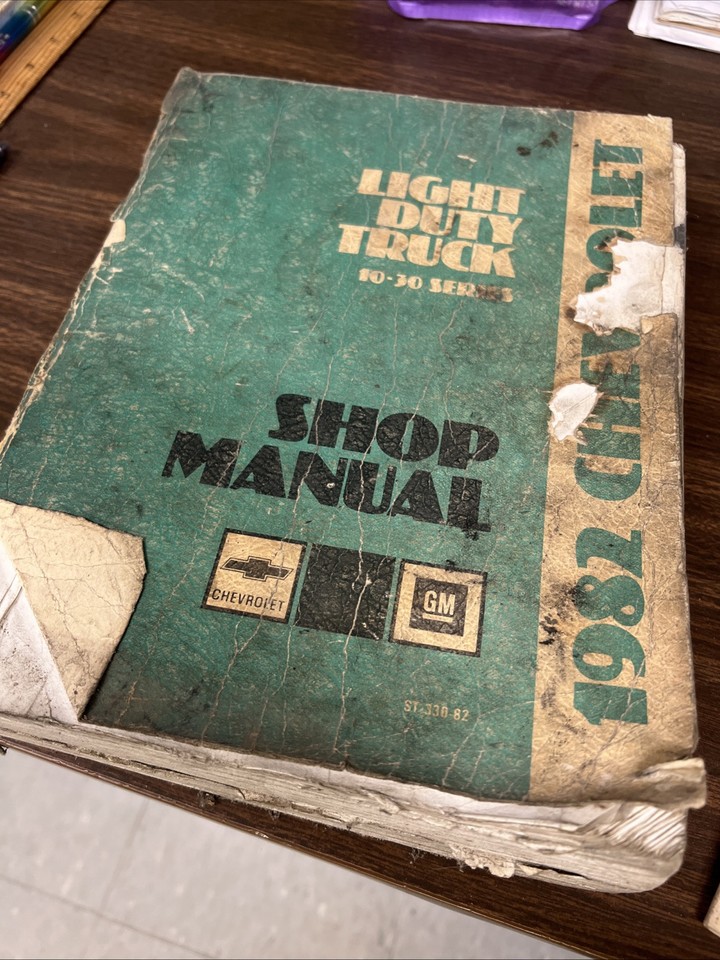 LIGHT
DUTY
TRUCK
10-30 SERIES
SHOP
MANUAL
CHEVROLET
GM
ST-330-82
1982 CHEVROLET